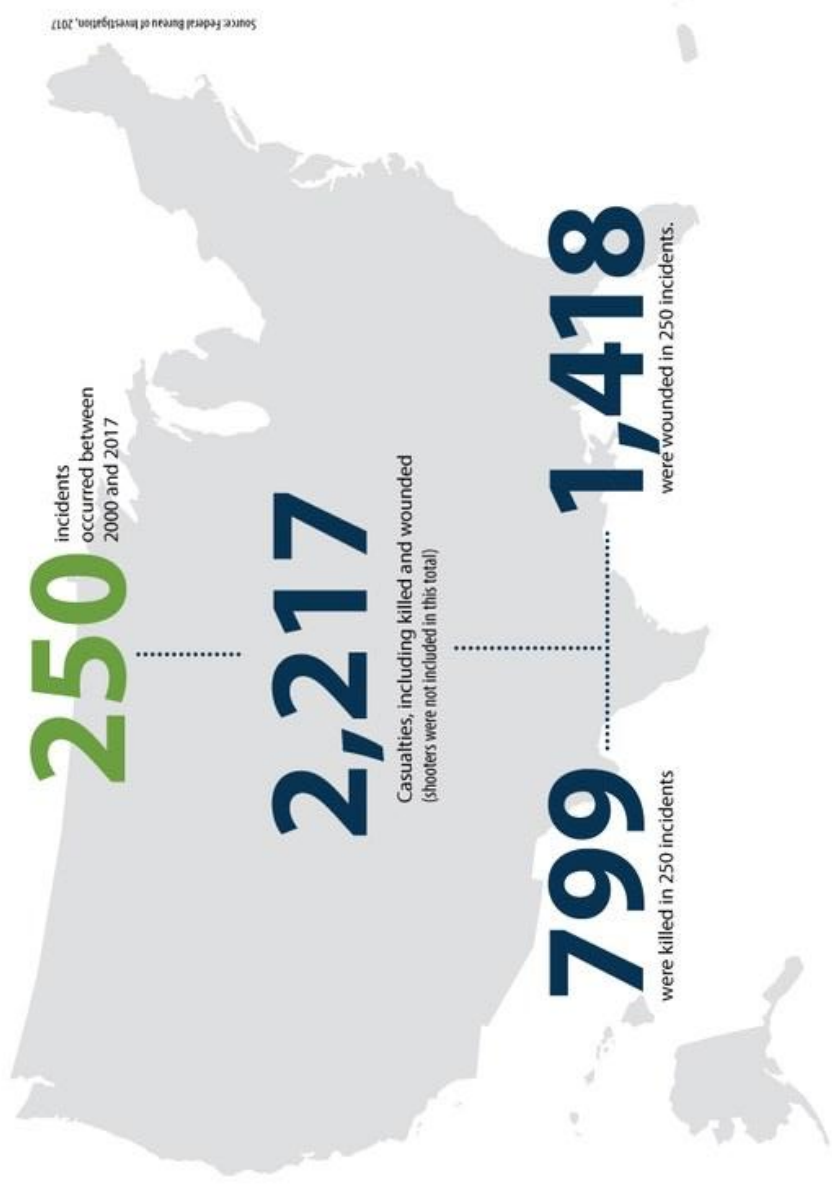 250
incidents
occurred between
2000 and 2017
2,217
Casualties, including killed and wounded
(shooters were not included in this total)
799
were killed in 250 incidents
1,418
were wounded in 250 incidents.
Source: Federal Bureau of Investigation, 2017